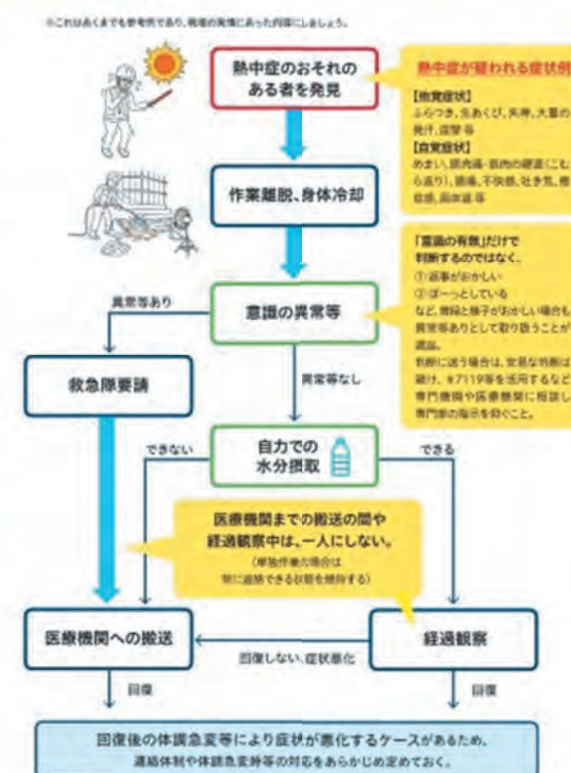 ※これはあくまでも参考例であり、現場の実情にあった内容にしましょう。
熱中症のおそれの
ある者を発見
熱中症が疑われる症状例
【他覚症状】
ふらつき、生あくび、失神、大量の
発汗、痙攣 等
【自覚症状】
めまい、筋肉痛・筋肉の硬直(こむ
ら返り)、頭痛、不快感、吐き気、倦
怠感、高体温 等
作業離脱、身体冷却
「意識の有無」だけで
判断するのではなく、
①返事がおかしい
②ぼーっとしている
など、普段と様子がおかしい場合も
異常等ありとして取り扱うことが
適当。
判断に迷う場合は、安易な判断は
避け、#7119等を活用するなど
専門機関や医療機関に相談し
専門家の指示を仰ぐこと。
意識の異常等
異常等あり
異常等なし
救急隊要請
自力での
水分摂取
できない
できる
医療機関までの搬送の間や
経過観察中は、一人にしない。
(単独作業の場合は
常に連絡できる状態を維持する)
医療機関への搬送
経過観察
回復しない、症状悪化
回復
回復
回復後の体調急変等により症状が悪化するケースがあるため、
連絡体制や体調急変時等の対応をあらかじめ定めておく。